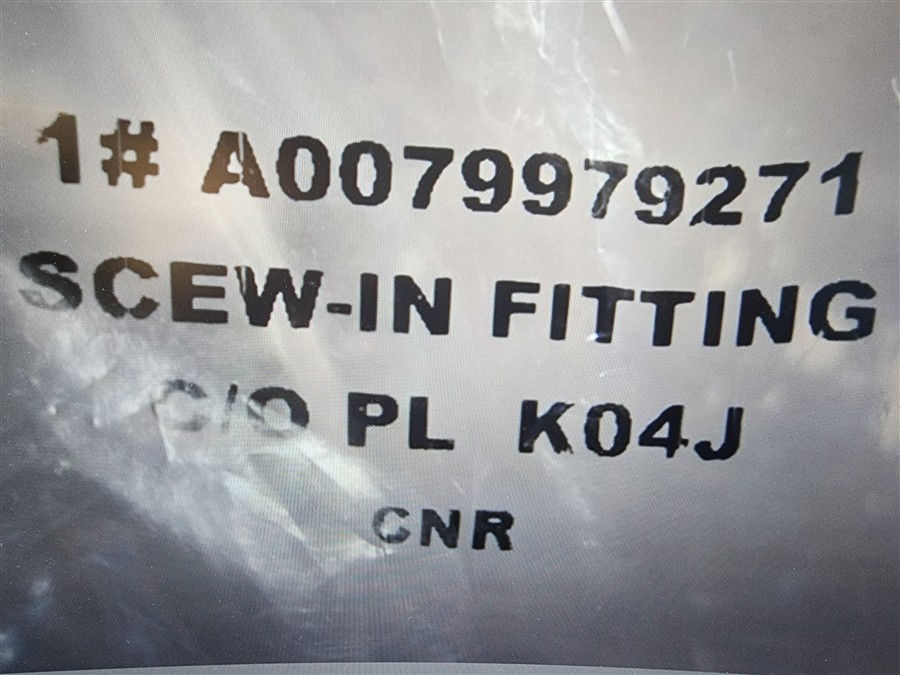 1# A0079979271
SCEW-IN FITTING
C/O PL K04J
CNR